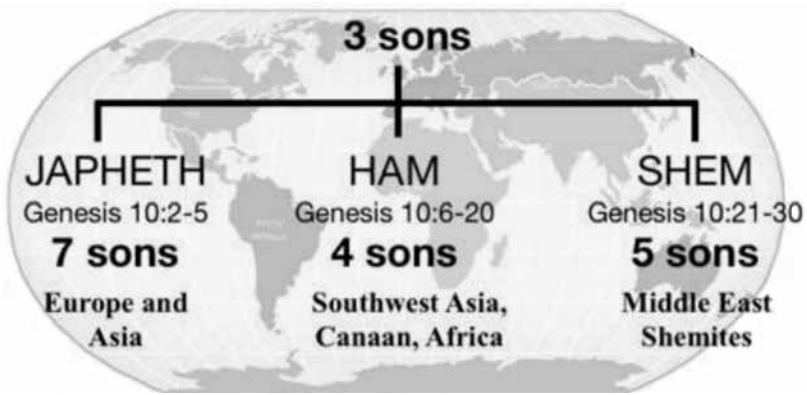 3 sons
JAPHETH HAM SHEM
Genesis 10:2-5 Genesis 10:6-20 Genesis 10:21-30
7 sons 4 sons 5 sons
Europe and Southwest Asia, Middle East
Asia Canaan, Africa Shemites